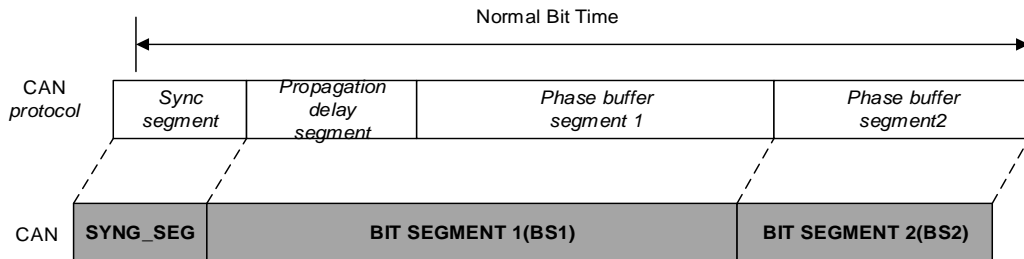 Normal Bit Time
CAN
protocol
Sync
segment
Propagation
delay
segment
Phase buffer
segment 1
Phase buffer
segment2
CAN
SYNG_SEG
BIT SEGMENT 1(BS1)
BIT SEGMENT 2(BS2)